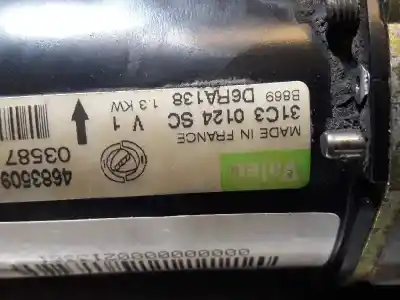 Valeo
MADE IN FRANCE
31C3 0124 SC
B869 D6RA138
V 1 1.3 KW
4683509
03587